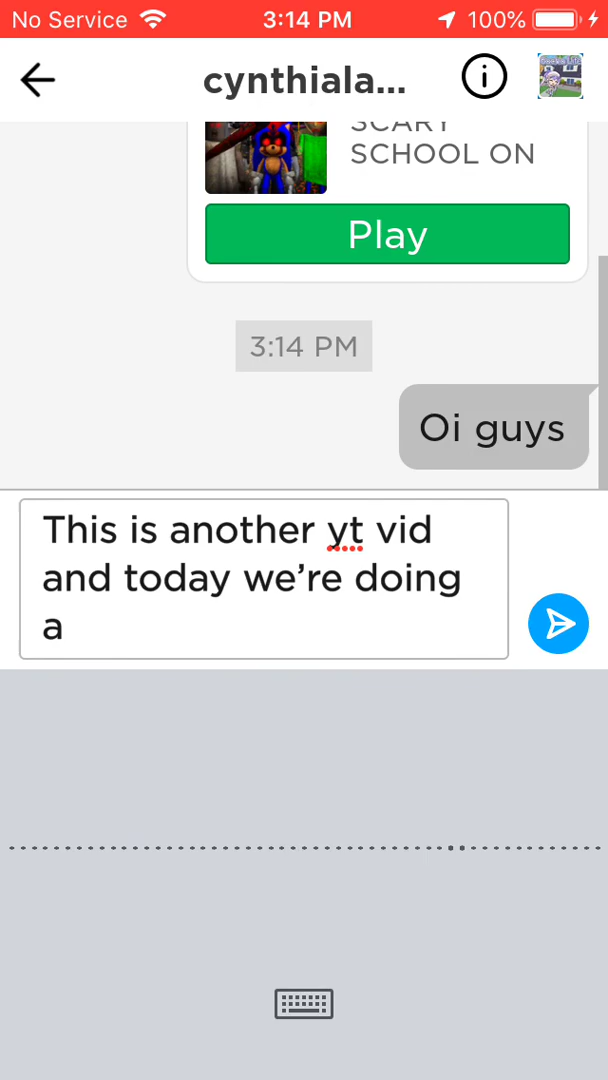 No Service 3:14 PM 100%
cynthiala...
SCARY
SCHOOL ON
Play
3:14 PM
Oi guys
This is another yt vid
and today we're doing
a